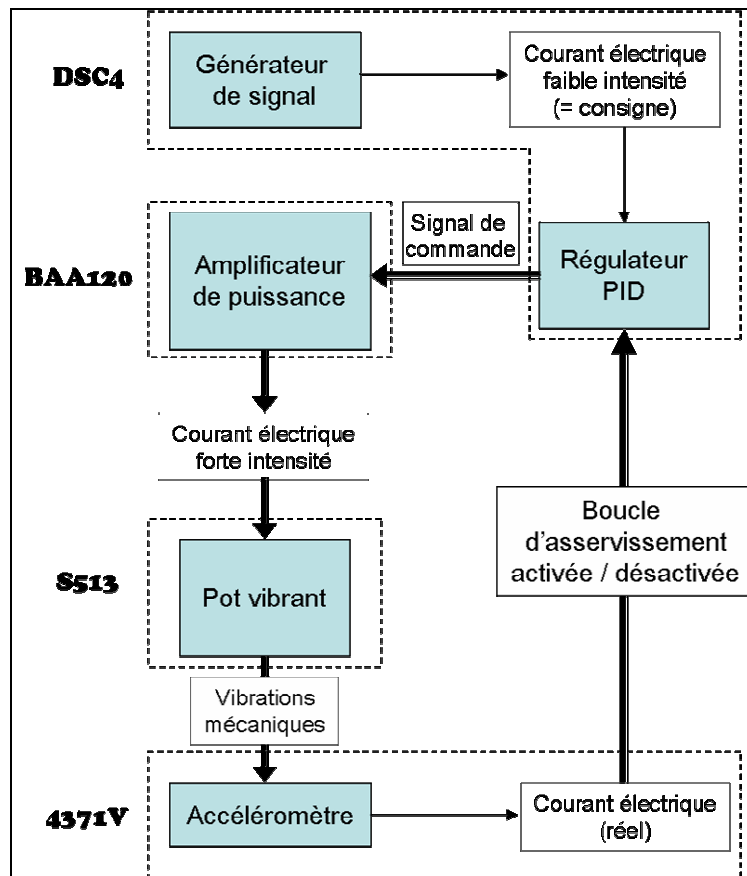 DSC4
Générateur
de signal
Courant électrique
faible intensité
(= consigne)
BAA120
Amplificateur
de puissance
Signal de
commande
Régulateur
PID
Courant électrique
forte intensité
S513
Pot vibrant
Boucle
d'asservissement
activée / désactivée
Vibrations
mécaniques
4371V
Accéléromètre
Courant électrique
(réel)